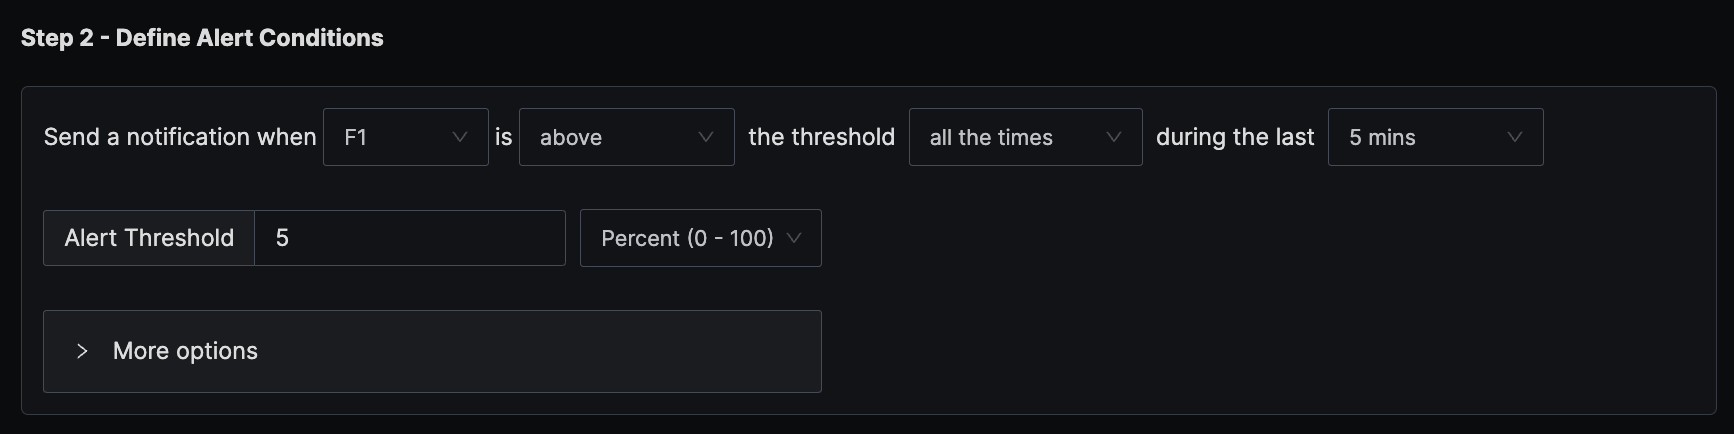 Step 2 - Define Alert Conditions
Send a notification when F1 is above the threshold all the times during the last 5 mins
Alert Threshold 5 Percent (0 - 100)
More options